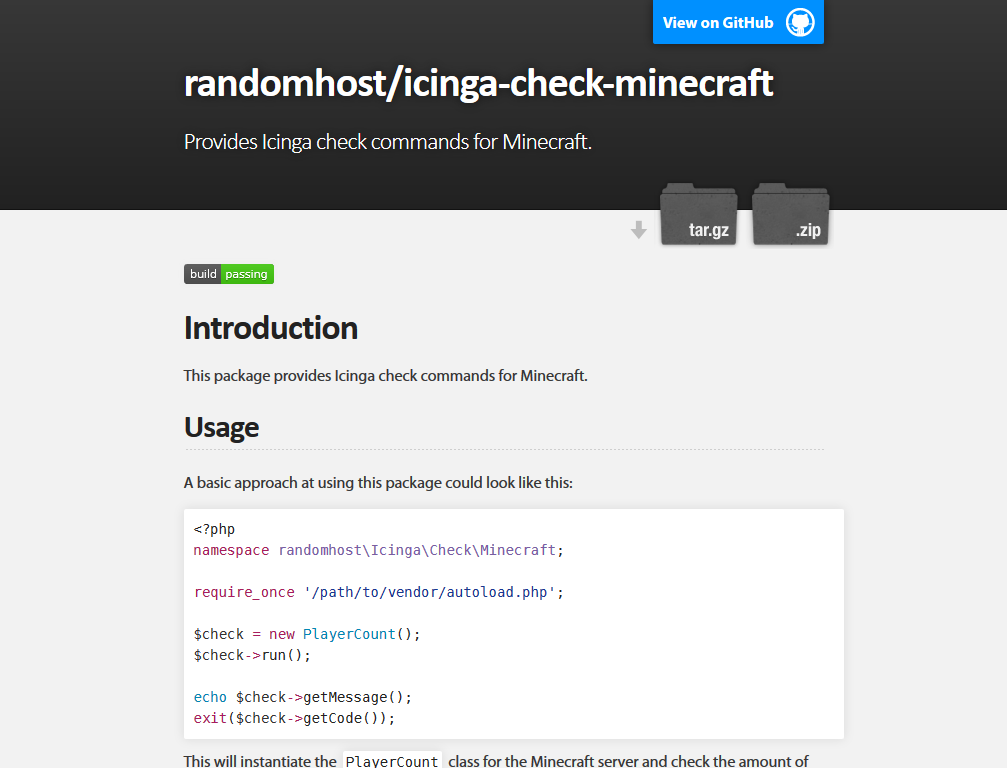 View on GitHub
randomhost/icinga-check-minecraft
Provides Icinga check commands for Minecraft.
tar.gz
.zip
build passing
Introduction
This package provides Icinga check commands for Minecraft.
Usage
A basic approach at using this package could look like this:
<?php
namespace randomhost\Icinga\Check\Minecraft;
require_once '/path/to/vendor/autoload.php';
$check = new PlayerCount();
$check->run();
echo $check->getMessage();
exit($check->getCode());
This will instantiate the PlayerCount class for the Minecraft server and check the amount of